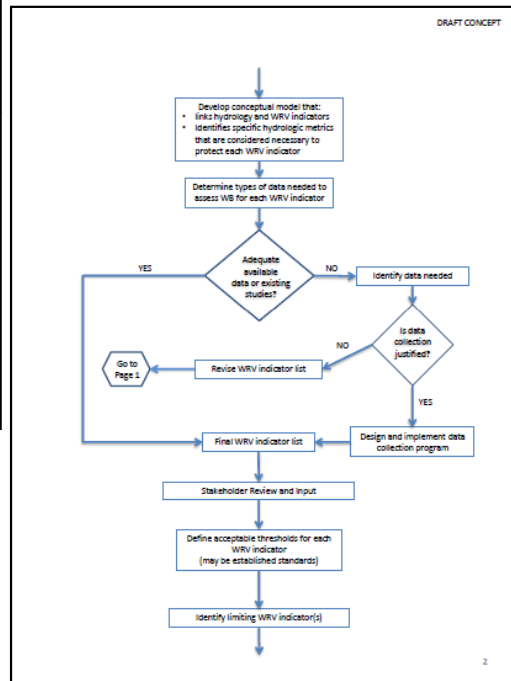 DRAFT CONCEPT
Develop conceptual model that:
• links hydrology and WRV indicators
• Identifies specific hydrologic metrics
that are considered necessary to
protect each WRV indicator
Determine types of data needed to
assess WB for each WRV indicator
Adequate
available
data or existing
studies?
YES
NO
Identify data needed
Is data
collection
justified?
NO
YES
Revise WRV indicator list
Go to
Page 1
Design and implement data
collection program
Final WRV indicator list
Stakeholder Review and Input
Define acceptable thresholds for each
WRV indicator
(may be established standards)
Identify limiting WRV indicator(s)
2